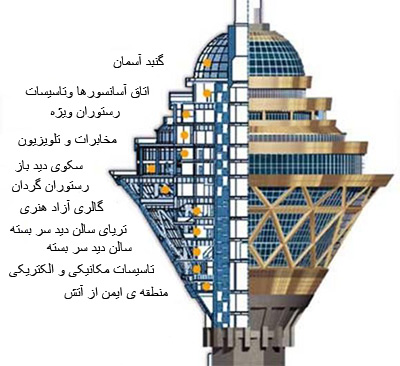 گنبد آسمان
اتاق آسانسورها وتاسیسات
رستوران ویژه
مخابرات و تلویزیون
سکوی دید باز
رستوران گردان
گالری آزاد هنری
تریای سالن دید سر بسته
سالن دید سر بسته
تاسیسات مکانیکی و الکتریکی
منطقه ی ایمن از آتش